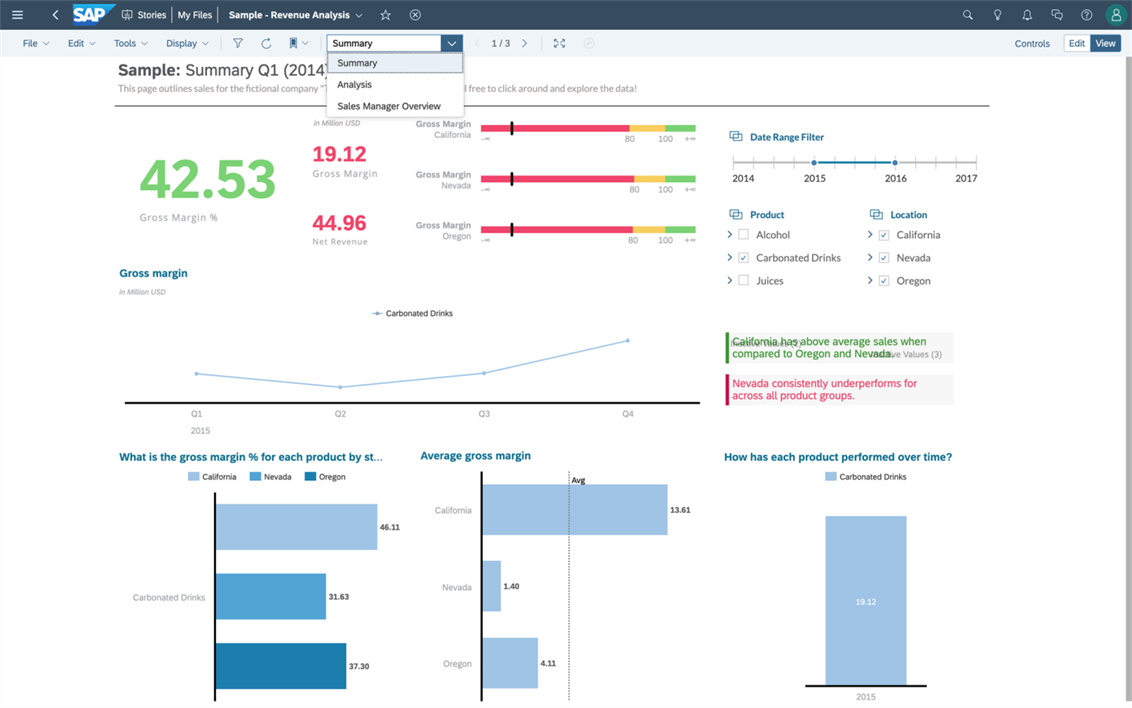 SAP Stories My Files Sample - Revenue Analysis
File Edit Tools Display Summary 1 / 3 Controls Edit View
Summary
Analysis
Sales Manager Overview
Sample: Summary Q1 (2014)
This page outlines sales for the fictional company "
free to click around and explore the data!
42.53
Gross Margin %
in Million USD
19.12
Gross Margin
44.96
Net Revenue
Gross Margin
California
-∞ 80 100 +∞
Gross Margin
Nevada
-∞ 80 100 +∞
Gross Margin
Oregon
-∞ 80 100 +∞
Date Range Filter
2014 2015 2016 2017
Product
Alcohol
Carbonated Drinks
Juices
Location
California
Nevada
Oregon
Gross margin
in Million USD
Carbonated Drinks
Q1 Q2 Q3 Q4
2015
California has above average sales when
compared to Oregon and Nevada.
Values (3)
Nevada consistently underperforms for
across all product groups.
What is the gross margin % for each product by st...
California Nevada Oregon
Carbonated Drinks
46.11
31.63
37.30
Average gross margin
Avg
California 13.61
Nevada 1.40
Oregon 4.11
How has each product performed over time?
Carbonated Drinks
19.12
2015